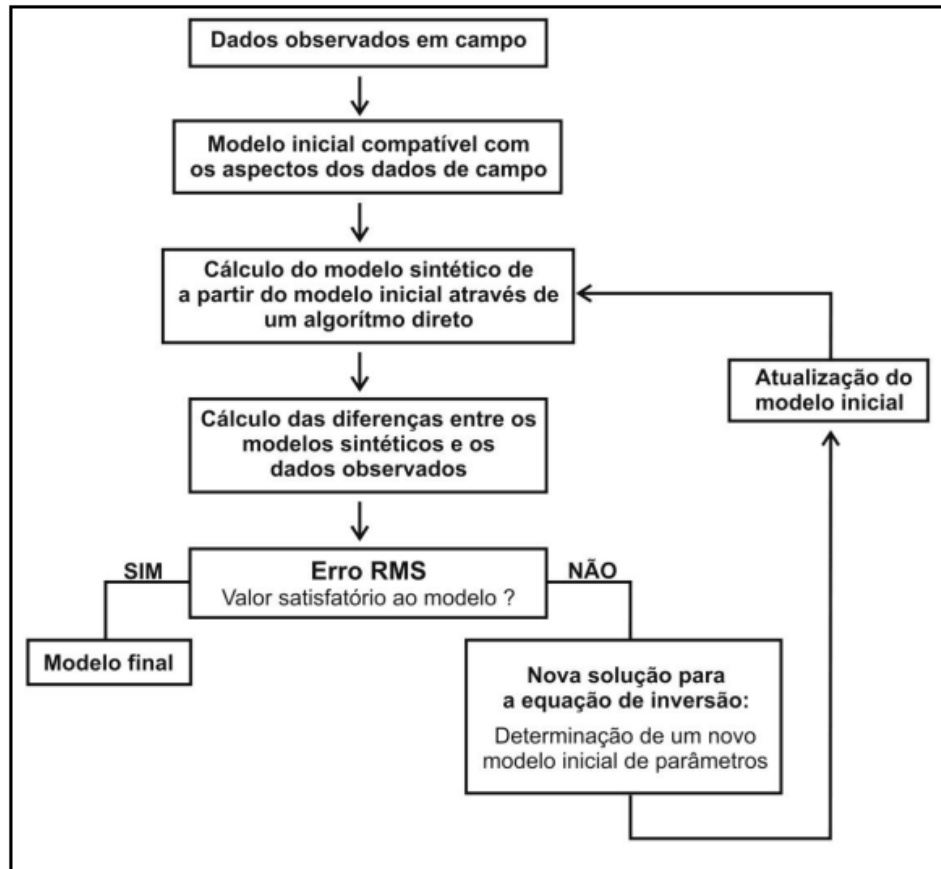 Dados observados em campo
Modelo inicial compatível com
os aspectos dos dados de campo
Cálculo do modelo sintético de
a partir do modelo inicial através de
um algorítmo direto
Atualização do
modelo inicial
Cálculo das diferenças entre os
modelos sintéticos e os
dados observados
SIM
Erro RMS
Valor satisfatório ao modelo ?
NÃO
Modelo final
Nova solução para
a equação de inversão:
Determinação de um novo
modelo inicial de parâmetros